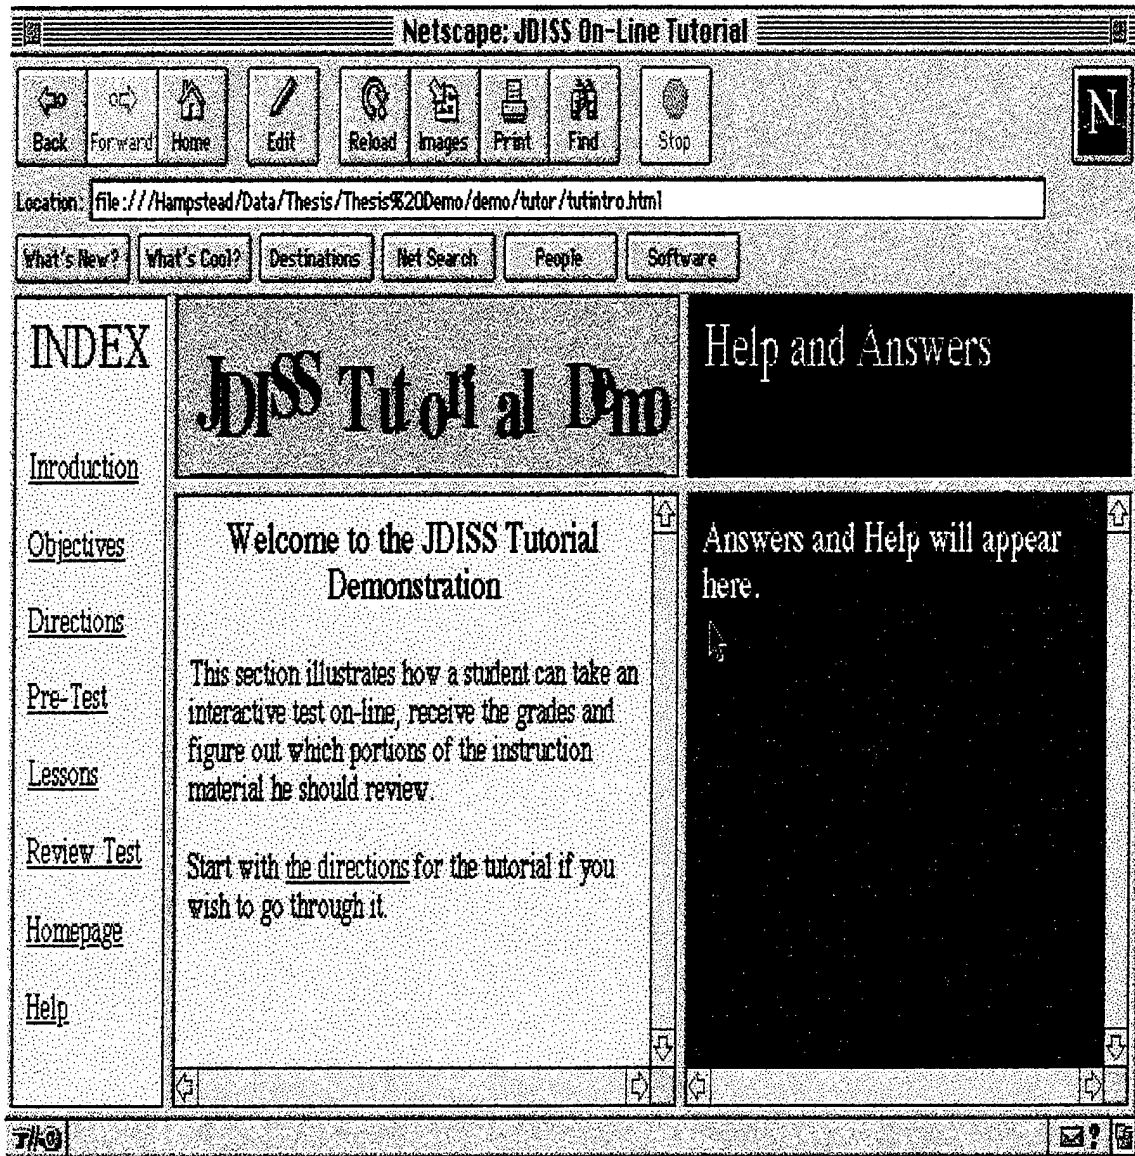 Netscape: JDISS On-Line Tutorial
Back Forward Home Edit Reload Images Print Find Stop
N
Location: file:///Hampstead/Data/Thesis/Thesis%20Demo/demo/tutor/tutintro.html
What's New? What's Cool? Destinations Net Search People Software
INDEX
Inroduction
Objectives
Directions
Pre-Test
Lessons
Review Test
Homepage
Help
JDISS Tutorial Demo
Welcome to the JDISS Tutorial
Demonstration
This section illustrates how a student can take an
interactive test on-line, receive the grades and
figure out which portions of the instruction
material he should review.
Start with the directions for the tutorial if you
wish to go through it.
Help and Answers
Answers and Help will appear
here.
?